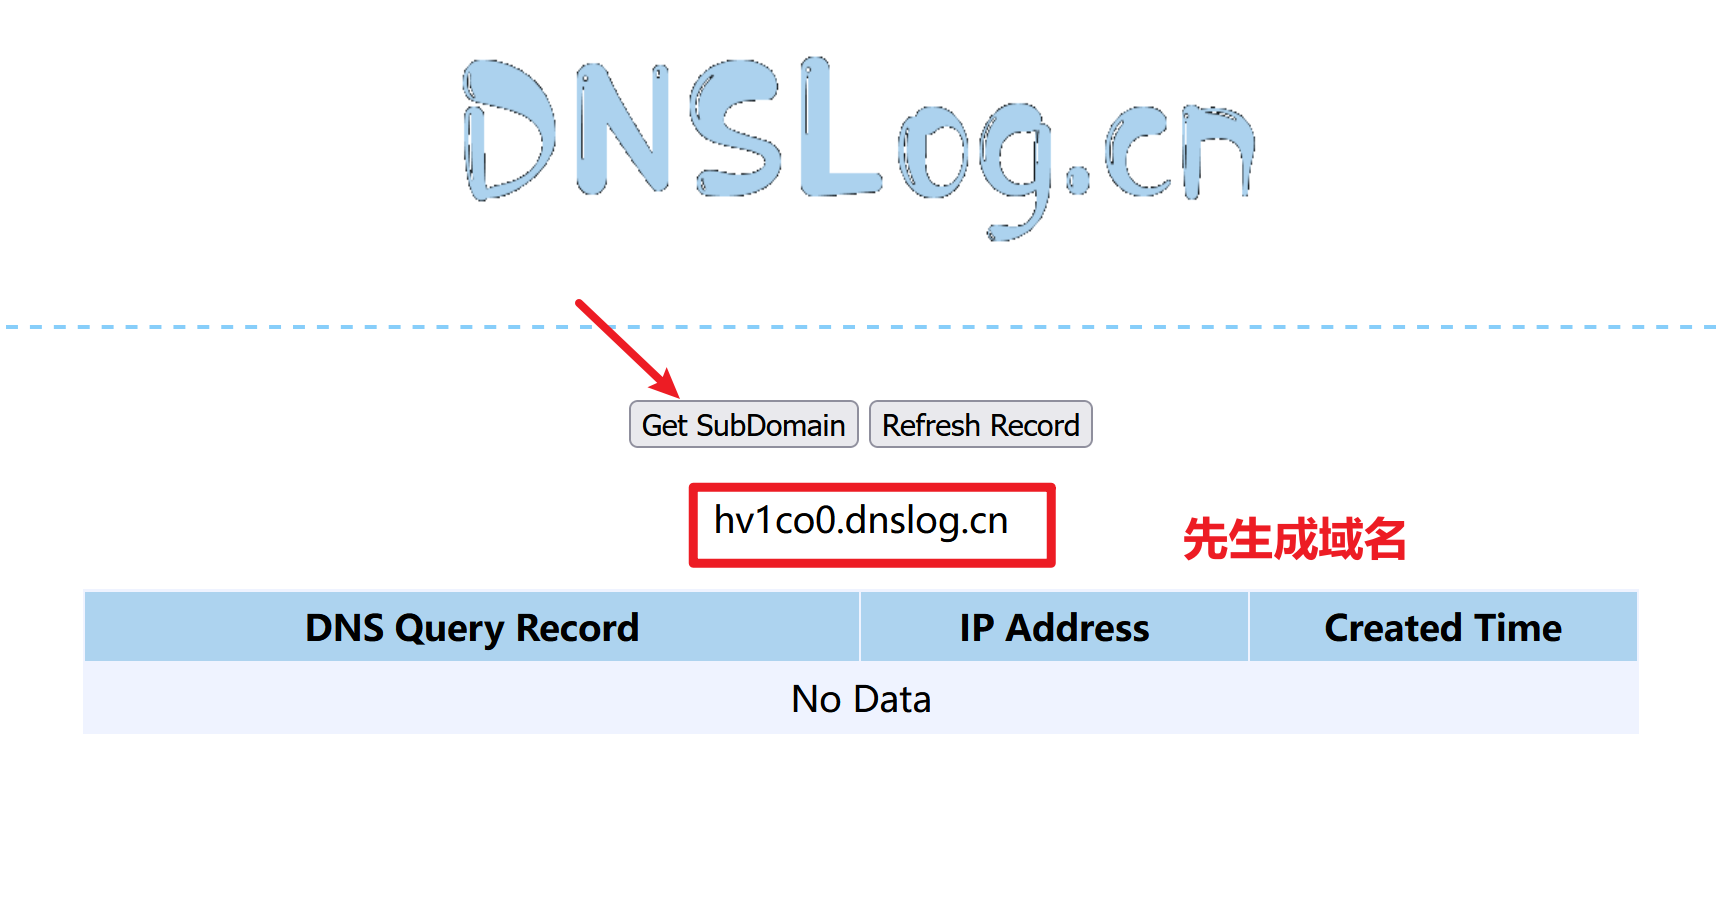 DNSLog.cn
Get SubDomain Refresh Record
hv1co0.dnslog.cn
先生成域名
DNS Query Record IP Address Created Time
No Data